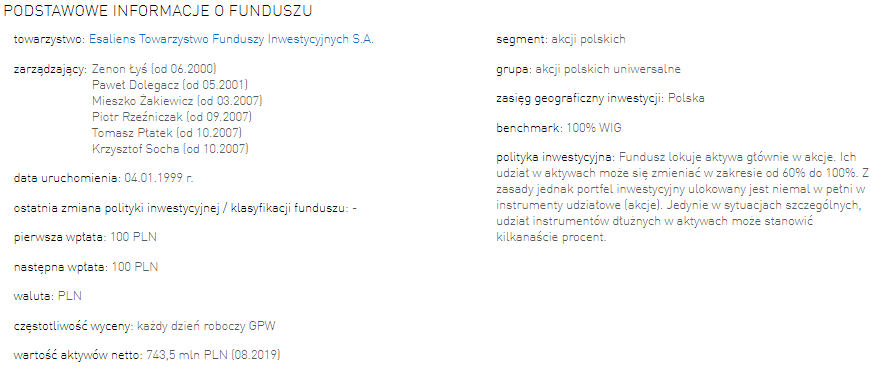 PODSTAWOWE INFORMACJE O FUNDUSZU
towarzystwo: Esaliens Towarzystwo Funduszy Inwestycyjnych S.A.
zarządzający: Zenon Łyś (od 06.2000)
Paweł Dolegacz (od 05.2001)
Mieszko Żakiewicz (od 03.2007)
Piotr Rzeźniczak (od 09.2007)
Tomasz Płatek (od 10.2007)
Krzysztof Socha (od 10.2007)
data uruchomienia: 04.01.1999 r.
ostatnia zmiana polityki inwestycyjnej / klasyfikacji funduszu: -
pierwsza wpłata: 100 PLN
następna wpłata: 100 PLN
waluta: PLN
częstotliwość wyceny: każdy dzień roboczy GPW
wartość aktywów netto: 743,5 mln PLN (08.2019)
segment: akcji polskich
grupa: akcji polskich uniwersalne
zasięg geograficzny inwestycji: Polska
benchmark: 100% WIG
polityka inwestycyjna: Fundusz lokuje aktywa głównie w akcje. Ich
udział w aktywach może się zmieniać w zakresie od 60% do 100%. Z
zasady jednak portfel inwestycyjny ulokowany jest niemal w pełni w
instrumenty udziałowe (akcje). Jedynie w sytuacjach szczególnych,
udział instrumentów dłużnych w aktywach może stanowić
kilkanaście procent.